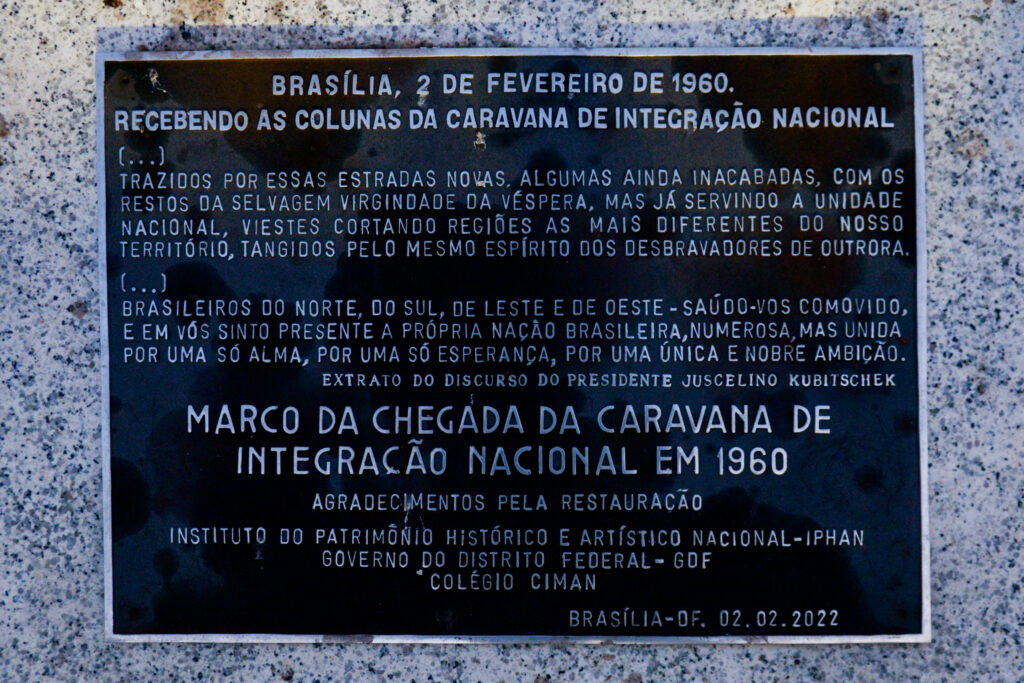 BRASÍLIA, 2 DE FEVEREIRO DE 1960.
RECEBENDO AS COLUNAS DA CARAVANA DE INTEGRAÇÃO NACIONAL
(...)
TRAZIDOS POR ESSAS ESTRADAS NOVAS, ALGUMAS AINDA INACABADAS, COM OS
RESTOS DA SELVAGEM VIRGINDADE DA VÉSPERA, MAS JÁ SERVINDO A UNIDADE
NACIONAL, VIESTES CORTANDO REGIÕES AS MAIS DIFERENTES DO NOSSO
TERRITÓRIO, TANGIDOS PELO MESMO ESPÍRITO DOS DESBRAVADORES DE OUTRORA.
(...)
BRASILEIROS DO NORTE, DO SUL, DE LESTE E DE OESTE - SAÚDO-VOS COMOVIDO,
E EM VÓS SINTO PRESENTE A PRÓPRIA NAÇÃO BRASILEIRA, NUMEROSA, MAS UNIDA
POR UMA SÓ ALMA, POR UMA SÓ ESPERANÇA, POR UMA ÚNICA E NOBRE AMBIÇÃO.
EXTRATO DO DISCURSO DO PRESIDENTE JUSCELINO KUBITSCHEK
MARCO DA CHEGADA DA CARAVANA DE
INTEGRAÇÃO NACIONAL EM 1960
AGRADECIMENTOS PELA RESTAURAÇÃO
INSTITUTO DO PATRIMÔNIO HISTÓRICO E ARTÍSTICO NACIONAL-IPHAN
GOVERNO DO DISTRITO FEDERAL- GDF
COLÉGIO CIMAN
BRASÍLIA-DF. 02.02.2022